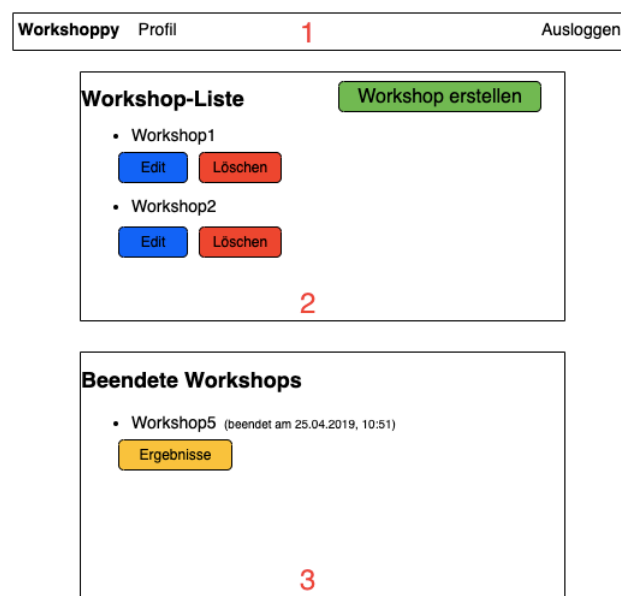 Workshoppy Profil 1 Ausloggen
Workshop-Liste Workshop erstellen
• Workshop1
Edit Löschen
• Workshop2
Edit Löschen
2
Beendete Workshops
• Workshop5 (beendet am 25.04.2019, 10:51)
Ergebnisse
3